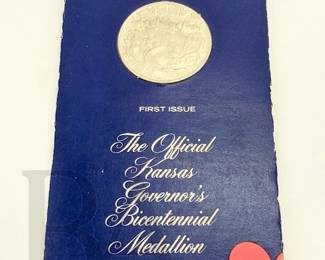 FIRST ISSUE
The Official
Kansas
Governor's
Bicentennial
Medallion